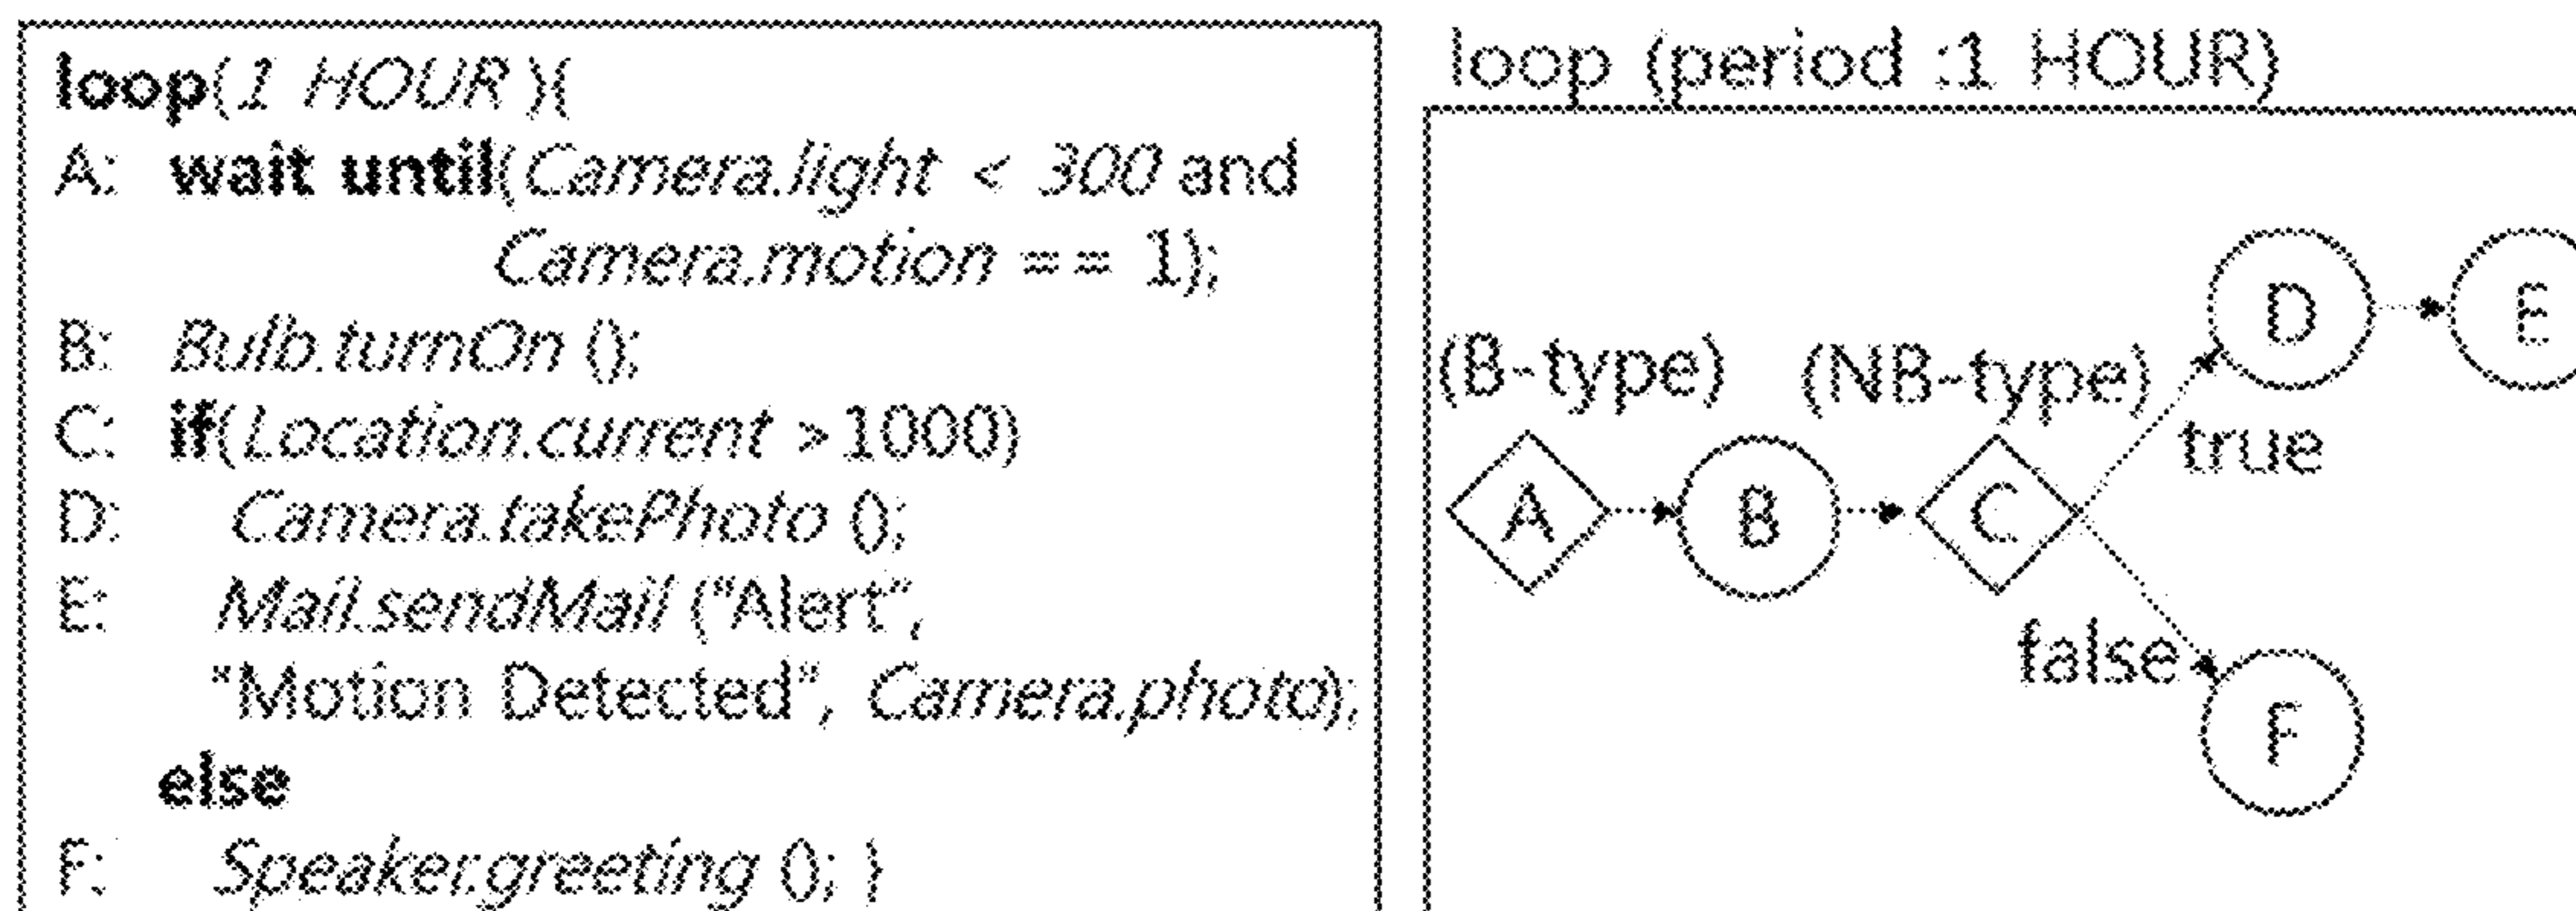 loop(1 HOUR ){
A: wait until(Camera.light < 300 and
Camera.motion == 1);
B: Bulb.turnOn ();
C: if(Location.current >1000)
D: Camera.takePhoto ();
E: Mail.sendMail ("Alert",
"Motion Detected", Camera.photo);
else
F: Speaker.greeting (); }
loop (period :1 HOUR)
(B-type)
(NB-type)
A
B
C
D
E
true
false
F